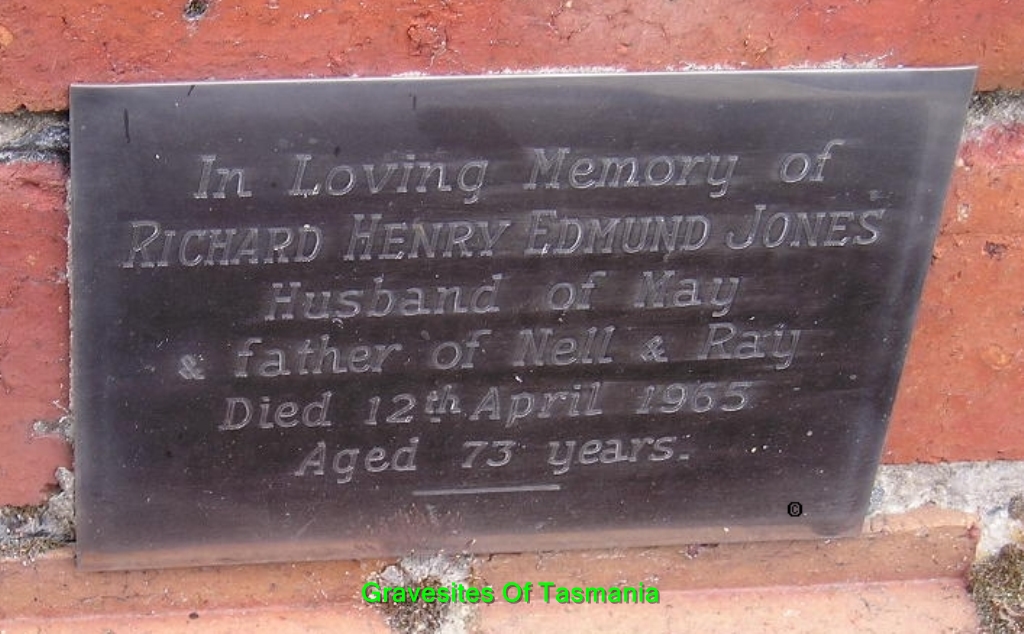 In Loving Memory of
RICHARD HENRY EDMUND JONES
Husband of May
& father of Nell & Ray
Died 12th April 1965
Aged 73 years.
©
Gravesites Of Tasmania